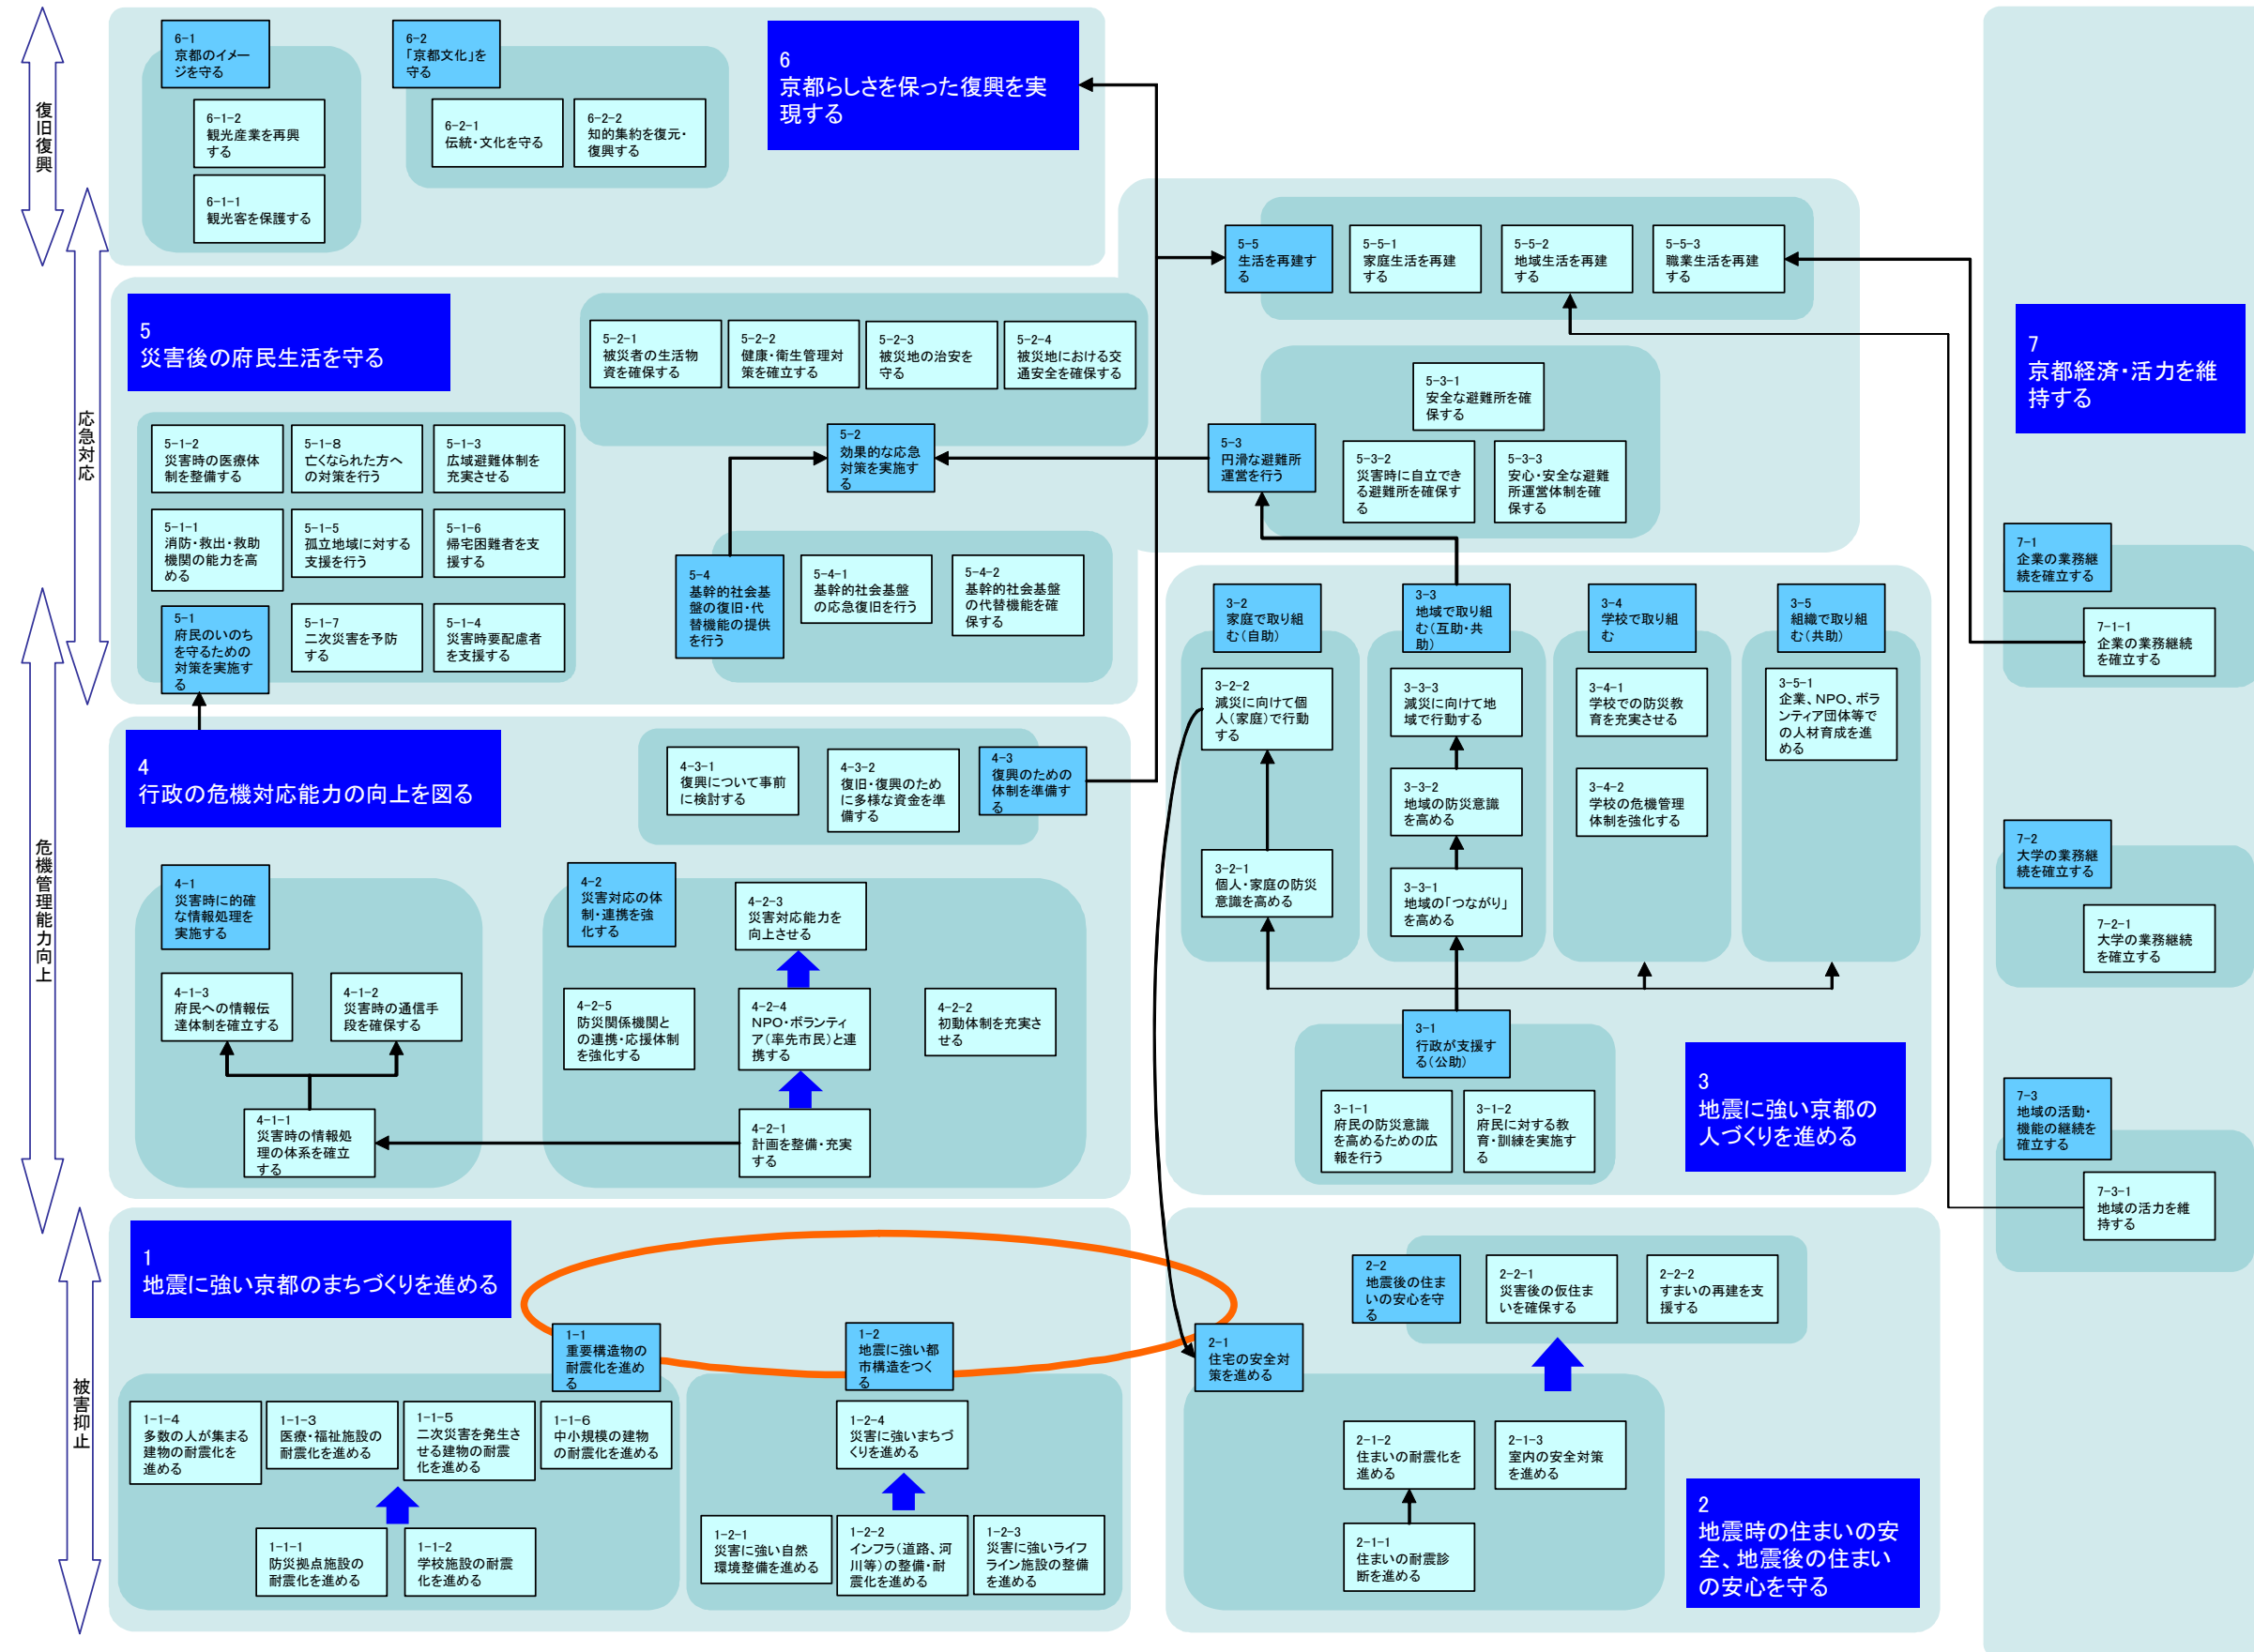 復旧復興
応急対応
危機管理能力向上
被害抑止
6-1
京都のイメー
ジを守る
6-1-2
観光産業を再興
する
6-1-1
観光客を保護する
6-2
「京都文化」を
守る
6-2-1
伝統・文化を守る
6-2-2
知的集約を復元・
復興する
6
京都らしさを保った復興を実
現する
5
災害後の府民生活を守る
5-2-1
被災者の生活物
資を確保する
5-2-2
健康・衛生管理対
策を確立する
5-2-3
被災地の治安を
守る
5-2-4
被災地における交
通安全を確保する
5-2
効果的な応急
対策を実施す
る
5-1-2
災害時の医療体
制を整備する
5-1-8
亡くなられた方へ
の対策を行う
5-1-3
広域避難体制を
充実させる
5-1-1
消防・救出・救助
機関の能力を高
める
5-1-5
孤立地域に対する
支援を行う
5-1-6
帰宅困難者を支
援する
5-1
府民のいのち
を守るための
対策を実施す
る
5-1-7
二次災害を予防
する
5-1-4
災害時要配慮者
を支援する
5-4
基幹的社会基
盤の復旧・代
替機能の提供
を行う
5-4-1
基幹的社会基盤
の応急復旧を行う
5-4-2
基幹的社会基盤
の代替機能を確
保する
5-5
生活を再建す
る
5-5-1
家庭生活を再建
する
5-5-2
地域生活を再建
する
5-5-3
職業生活を再建
する
5-3
円滑な避難所
運営を行う
5-3-1
安全な避難所を確
保する
5-3-2
災害時に自立でき
る避難所を確保す
る
5-3-3
安心・安全な避難
所運営体制を確
保する
4
行政の危機対応能力の向上を図る
4-3-1
復興について事前
に検討する
4-3-2
復旧・復興のため
に多様な資金を準
備する
4-3
復興のための
体制を準備す
る
4-1
災害時に的確
な情報処理を
実施する
4-1-3
府民への情報伝
達体制を確立する
4-1-2
災害時の通信手
段を確保する
4-1-1
災害時の情報処
理の体系を確立
する
4-2
災害対応の体
制・連携を強
化する
4-2-3
災害対応能力を
向上させる
4-2-5
防災関係機関と
の連携・応援体制
を強化する
4-2-4
NPO・ボランティ
ア（率先市民）と連
携する
4-2-2
初動体制を充実さ
せる
4-2-1
計画を整備・充実
する
3-2
家庭で取り組
む（自助）
3-3
地域で取り組
む（互助・共
助）
3-4
学校で取り組
む
3-5
組織で取り組
む（共助）
3-2-2
減災に向けて個
人（家庭）で行動
する
3-2-1
個人・家庭の防災
意識を高める
3-3-3
減災に向けて地
域で行動する
3-3-2
地域の防災意識
を高める
3-3-1
地域の「つながり」
を高める
3-4-1
学校での防災教
育を充実させる
3-4-2
学校の危機管理
体制を強化する
3-5-1
企業、NPO、ボラ
ンティア団体等で
の人材育成を進
める
3-1
行政が支援す
る（公助）
3-1-1
府民の防災意識
を高めるための広
報を行う
3-1-2
府民に対する教
育・訓練を実施す
る
3
地震に強い京都の
人づくりを進める
7
京都経済・活力を維
持する
7-1
企業の業務継
続を確立する
7-1-1
企業の業務継続
を確立する
7-2
大学の業務継
続を確立する
7-2-1
大学の業務継続
を確立する
7-3
地域の活動・
機能の継続を
確立する
7-3-1
地域の活力を維
持する
1
地震に強い京都のまちづくりを進める
1-1
重要構造物の
耐震化を進め
る
1-1-4
多数の人が集まる
建物の耐震化を
進める
1-1-3
医療・福祉施設の
耐震化を進める
1-1-5
二次災害を発生さ
せる建物の耐震
化を進める
1-1-6
中小規模の建物
の耐震化を進める
1-1-1
防災拠点施設の
耐震化を進める
1-1-2
学校施設の耐震
化を進める
1-2
地震に強い都
市構造をつく
る
1-2-4
災害に強いまちづ
くりを進める
1-2-1
災害に強い自然
環境整備を進める
1-2-2
インフラ（道路、河
川等）の整備・耐
震化を進める
1-2-3
災害に強いライフ
ライン施設の整備
を進める
2-1
住宅の安全対
策を進める
2-2
地震後の住ま
いの安心を守
る
2-2-1
災害後の仮住ま
いを確保する
2-2-2
すまいの再建を支
援する
2-1-2
住まいの耐震化を
進める
2-1-3
室内の安全対策
を進める
2-1-1
住まいの耐震診
断を進める
2
地震時の住まいの安
全、地震後の住まい
の安心を守る